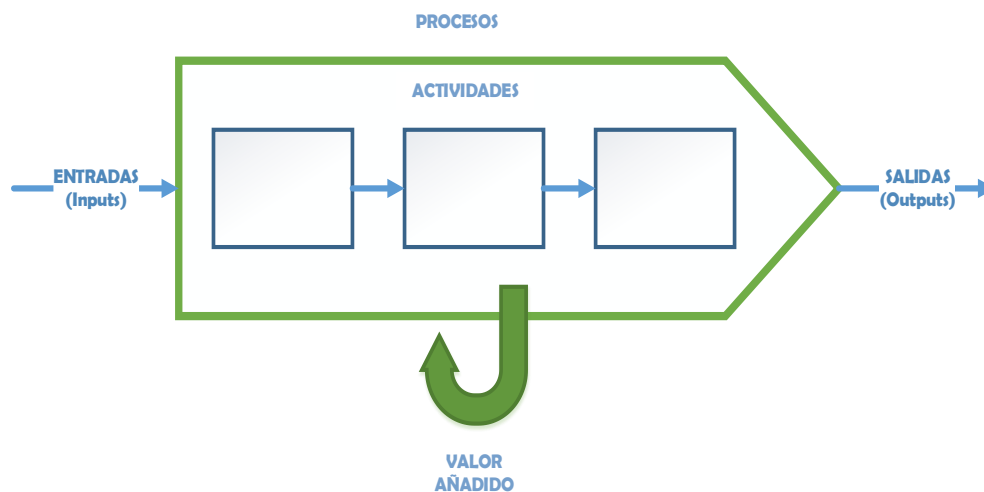 PROCESOS
ACTIVIDADES
ENTRADAS
(Inputs)
SALIDAS
(Outputs)
VALOR
AÑADIDO